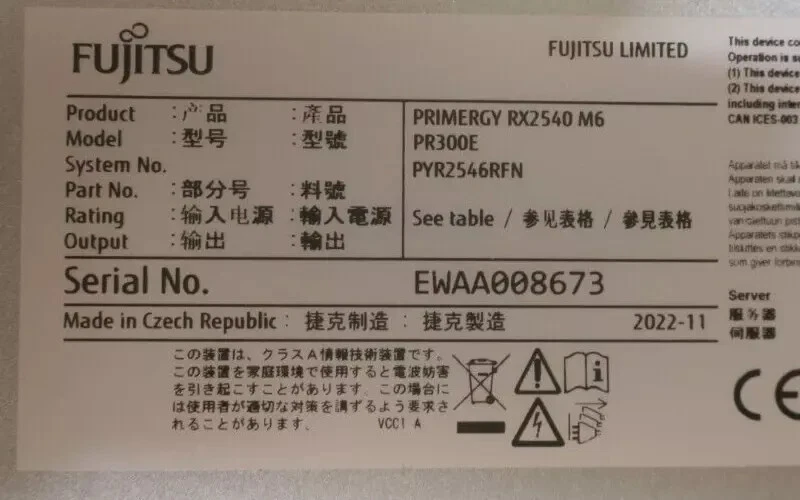 FUJITSU
FUJITSU LIMITED
Product :产品 :產品 PRIMERGY RX2540 M6
Model :型号 :型號 PR300E
System No. PYR2546RFN
Part No. :部分号 :料號
Rating :输入电源 :輸入電源 See table / 参见表格 / 參見表格
Output :输出 :輸出
Serial No. EWAA008673
Made in Czech Republic : 捷克制造 : 捷克製造 2022-11
この装置は、クラスA情報技術装置です。
この装置を家庭環境で使用すると電波妨害
を引き起こすことがあります。この場合に
は使用者が適切な対策を講ずるよう要求さ
れることがあります。 VCCI A
This device co
Operation is s
(1) This device
(2) This device
including inter
CAN ICES-003
Apparatet må tik
Apparaten skall
som giver forbin
Server
服务器
伺服器
CE